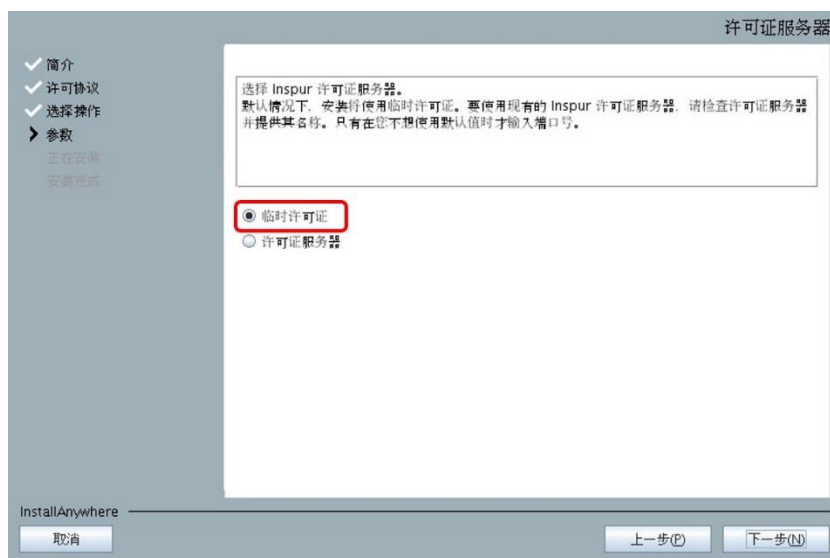 许可证服务器
简介
许可协议
选择操作
参数
正在安装...
安装完成
选择 Inspur 许可证服务器。
默认情况下，安装将使用临时许可证。要使用现有的 Inspur 许可证服务器，请检查许可证服务器
并提供其名称。只有在您不想使用默认值时才输入端口号。
临时许可证
许可证服务器
InstallAnywhere
取消
上一步(P)
下一步(N)